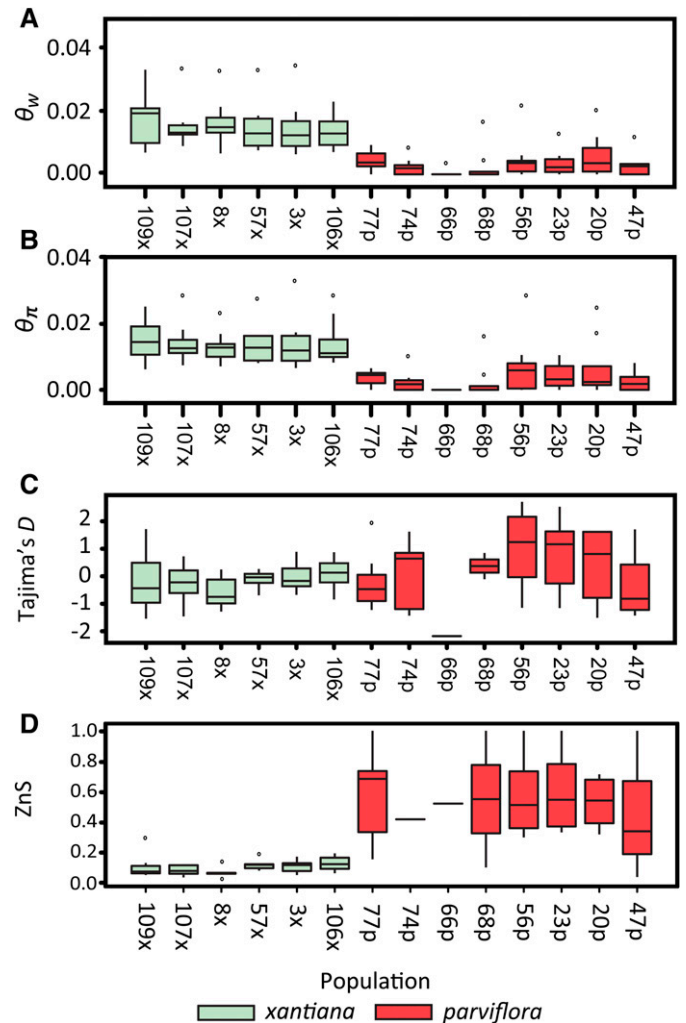 A
θw
0.04
0.02
0.00
109x 107x 8x 57x 3x 106x 77p 74p 66p 68p 56p 23p 20p 47p
B
θπ
0.04
0.02
0.00
109x 107x 8x 57x 3x 106x 77p 74p 66p 68p 56p 23p 20p 47p
C
Tajima's D
2
1
0
-1
-2
109x 107x 8x 57x 3x 106x 77p 74p 66p 68p 56p 23p 20p 47p
D
ZnS
1.0
0.8
0.6
0.4
0.2
0.0
109x 107x 8x 57x 3x 106x 77p 74p 66p 68p 56p 23p 20p 47p
Population
xantiana parviflora